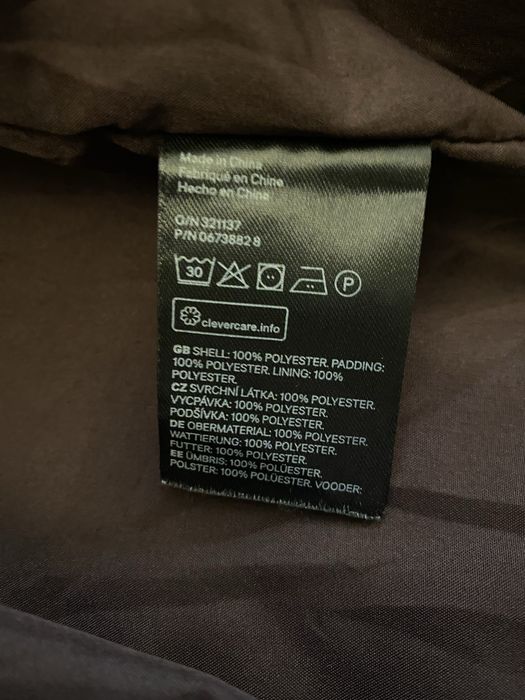 Made in China
Fabriqué en Chine
Hecho en China
O/N 321137
P/N 0673882 8
30
P
clevercare.info
GB SHELL: 100% POLYESTER. PADDING:
100% POLYESTER. LINING: 100%
POLYESTER.
CZ SVRCHNÍ LÁTKA: 100% POLYESTER.
VYCPÁVKA: 100% POLYESTER.
PODŠÍVKA: 100% POLYESTER.
DE OBERMATERIAL: 100% POLYESTER.
WATTIERUNG: 100% POLYESTER.
FUTTER: 100% POLYESTER.
EE ÜMBRIS: 100% POLÜESTER.
POLSTER: 100% POLÜESTER. VOODER: